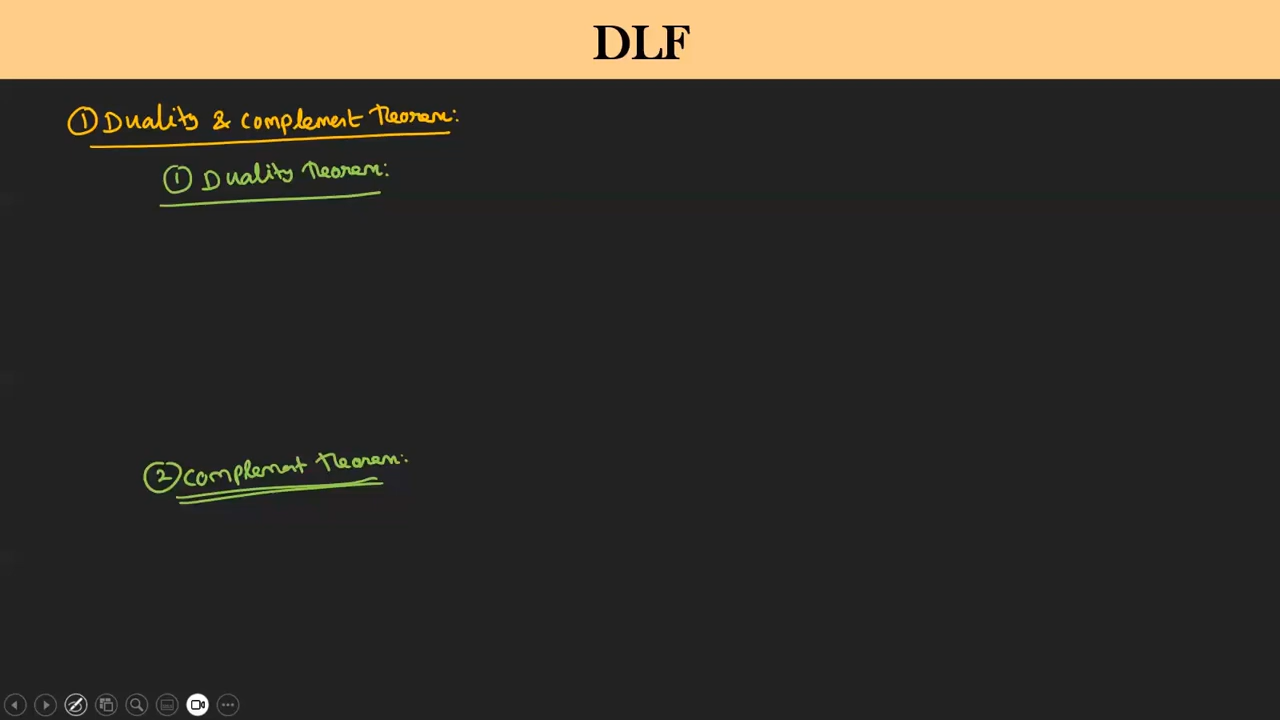 DLF
① Duality & Complement Theorem:
① Duality Theorem:
② Complement Theorem: